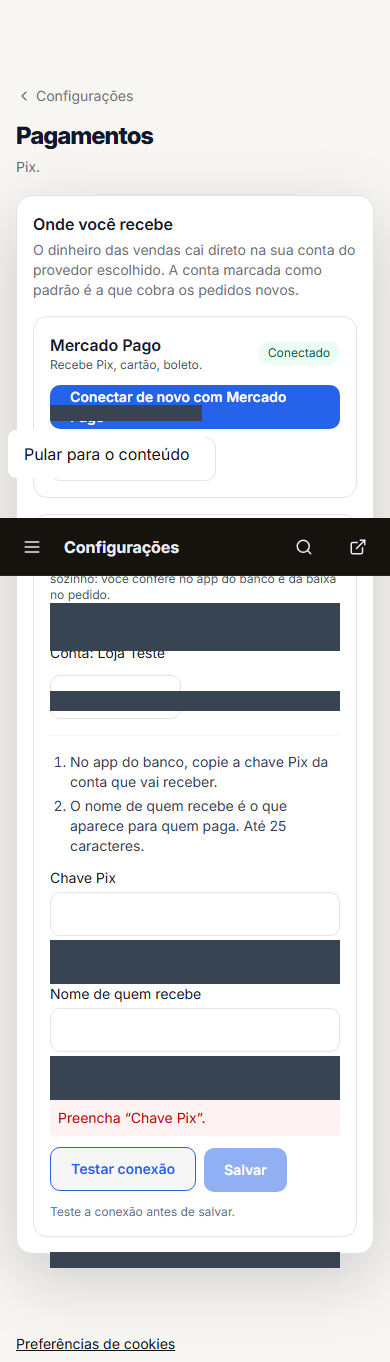 Configurações
Pagamentos
Pix.
Onde você recebe
O dinheiro das vendas cai direto na sua conta do
provedor escolhido. A conta marcada como
padrão é a que cobra os pedidos novos.
Mercado Pago
Conectado
Recebe Pix, cartão, boleto.
Conectar de novo com Mercado
Pular para o conteúdo
Configurações
sozinho: você confere no app do banco e dá baixa
no pedido.
Conta: Loja Teste
1. No app do banco, copie a chave Pix da
conta que vai receber.
2. O nome de quem recebe é o que
aparece para quem paga. Até 25
caracteres.
Chave Pix
Nome de quem recebe
Preencha “Chave Pix”.
Testar conexão
Salvar
Teste a conexão antes de salvar.
Preferências de cookies